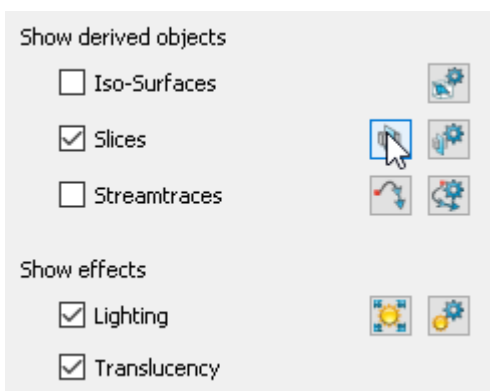 Show derived objects
Iso-Surfaces
Slices
Streamtraces
Show effects
Lighting
Translucency